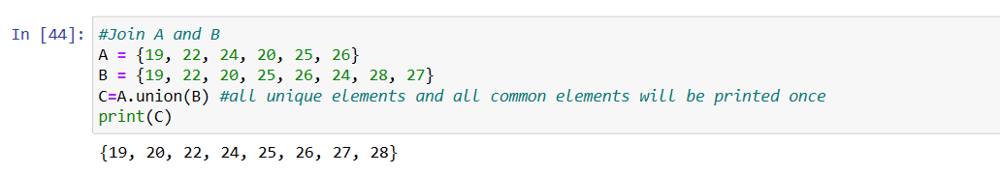 In [44]: #Join A and B
A = {19, 22, 24, 20, 25, 26}
B = {19, 22, 20, 25, 26, 24, 28, 27}
C=A.union(B) #all unique elements and all common elements will be printed once
print(C)
{19, 20, 22, 24, 25, 26, 27, 28}